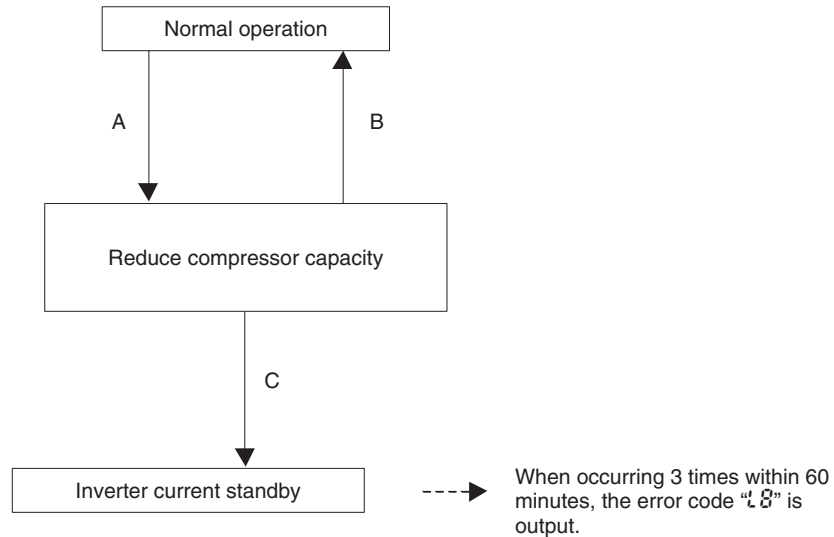 Normal operation
A
B
Reduce compressor capacity
C
Inverter current standby
When occurring 3 times within 60
minutes, the error code “L8” is
output.